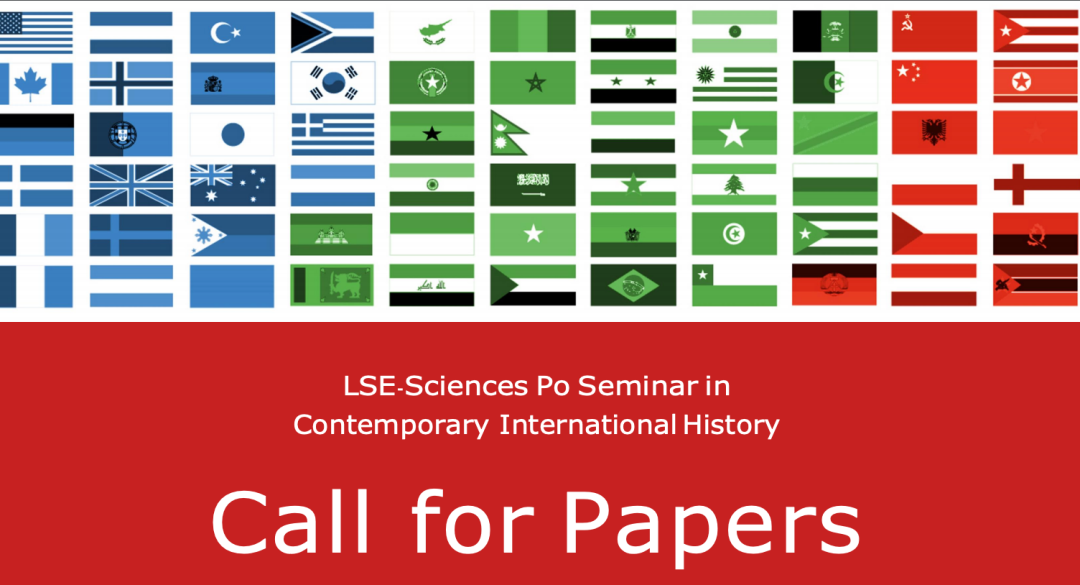 LSE-Sciences Po Seminar in
Contemporary International History
Call for Papers